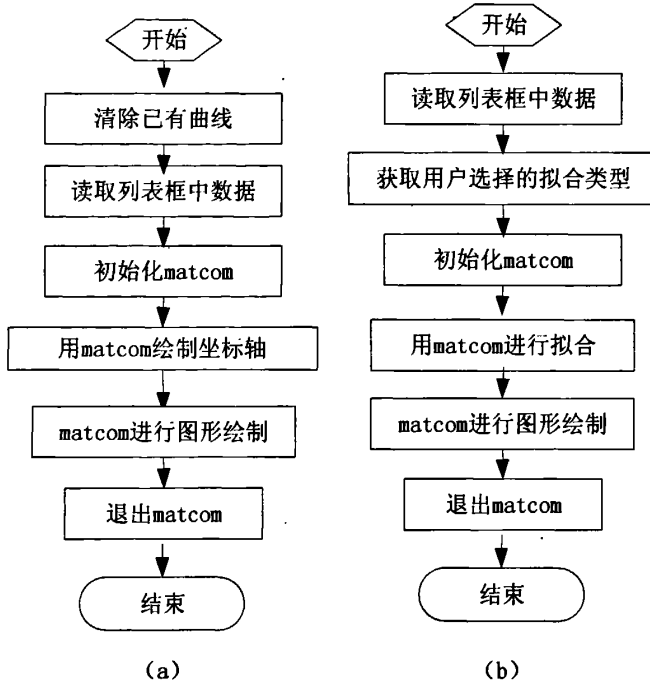 开始
清除已有曲线
读取列表框中数据
初始化matcom
用matcom绘制坐标轴
matcom进行图形绘制
退出matcom
结束
(a)
开始
读取列表框中数据
获取用户选择的拟合类型
初始化matcom
用matcom进行拟合
matcom进行图形绘制
退出matcom
结束
(b)